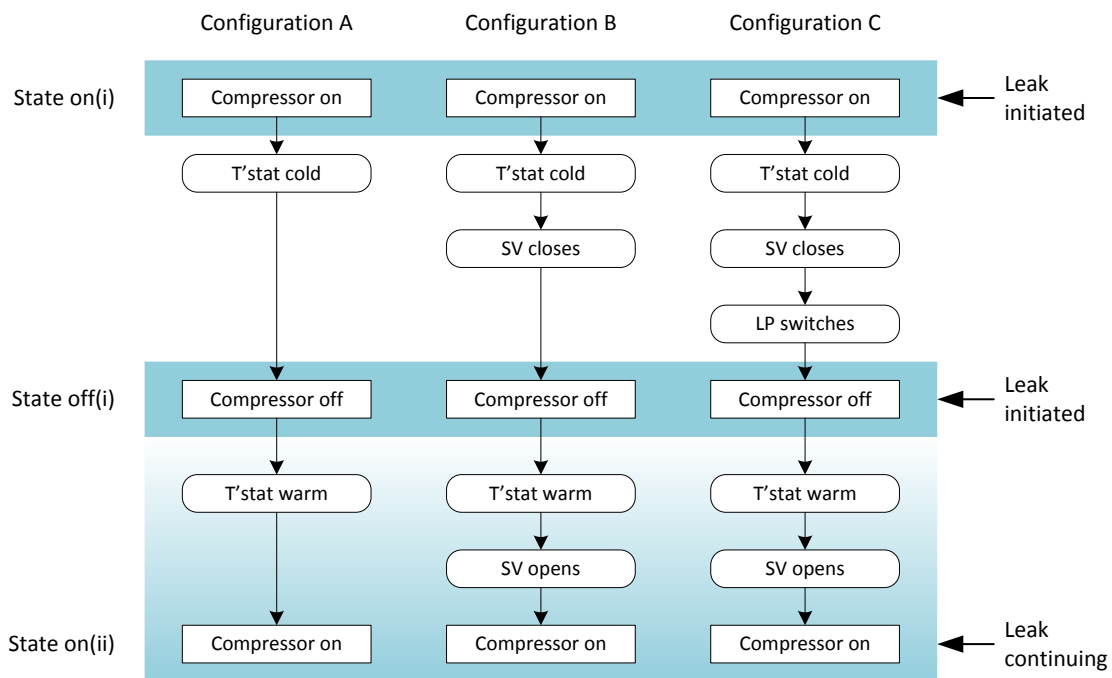 Configuration A Configuration B Configuration C
State on(i) Compressor on Compressor on Compressor on Leak
initiated
T’stat cold T’stat cold T’stat cold
SV closes SV closes
LP switches
State off(i) Compressor off Compressor off Compressor off Leak
initiated
T’stat warm T’stat warm T’stat warm
SV opens SV opens
State on(ii) Compressor on Compressor on Compressor on Leak
continuing